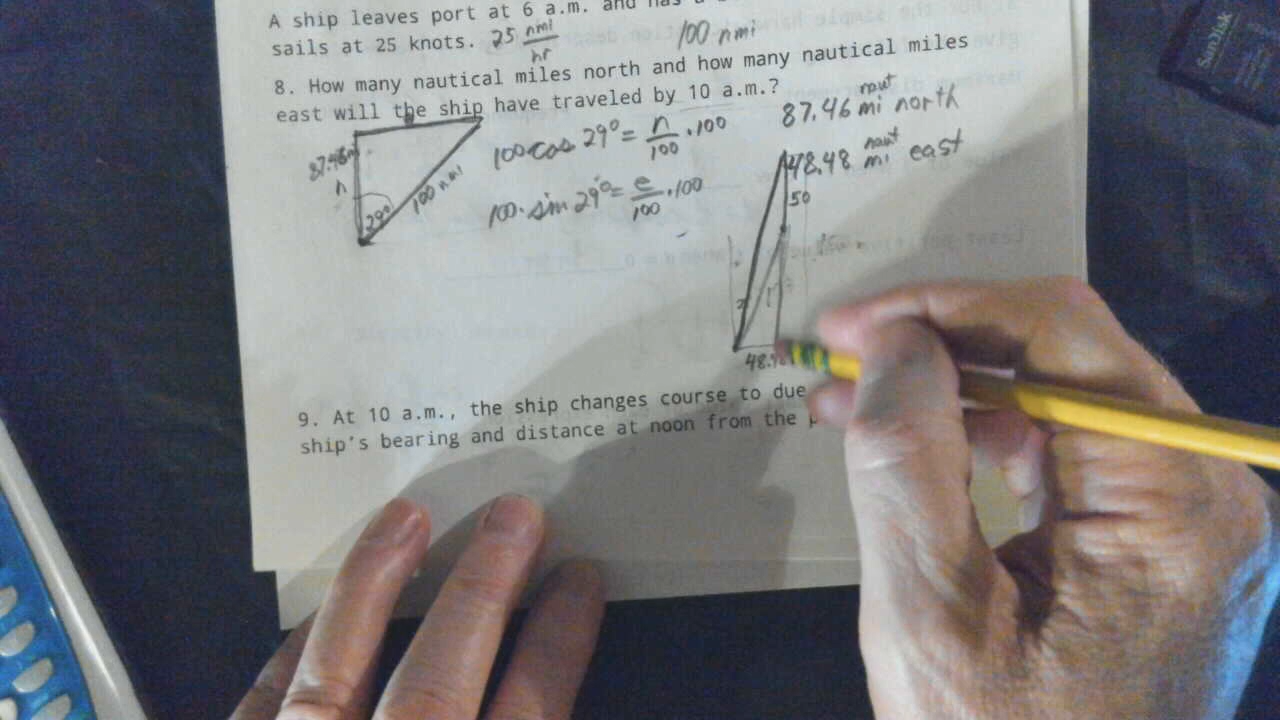 A ship leaves port at 6 a.m. and has a
sails at 25 knots. 25 nmi/hr 100 nmi
8. How many nautical miles north and how many nautical miles
east will the ship have traveled by 10 a.m.?
87.46 naut mi north
48.48 naut mi east
100 cos 29° = n/100 · 100
100 · sin 29° = e/100 · 100
n
29°
100 nmi
50
48.
9. At 10 a.m., the ship changes course to due
ship's bearing and distance at noon from the
SanDisk